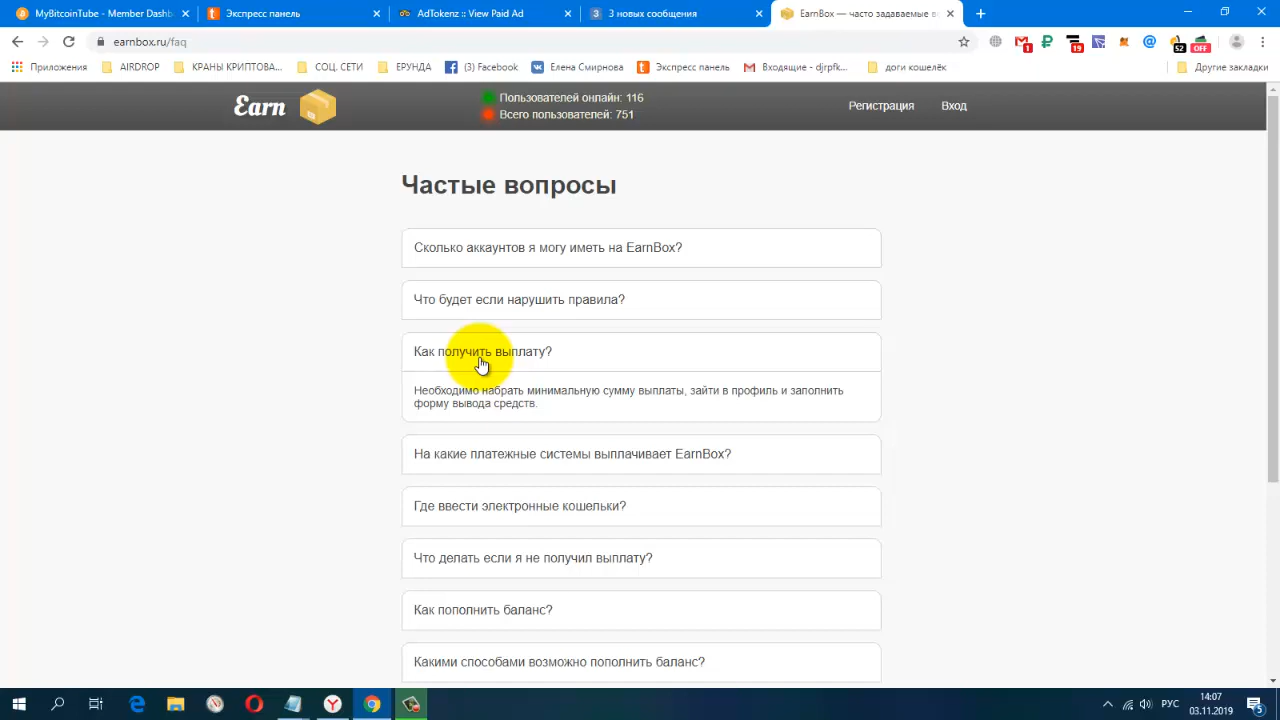 MyBitcoinTube - Member Dashb
Экспресс панель
AdTokenz :: View Paid Ad
3 новых сообщения
EarnBox — часто задаваемые в
earnbox.ru/faq
1
19
52
OFF
Приложения
AIRDROP
КРАНЫ КРИПТОВА...
СОЦ. СЕТИ
ЕРУНДА
(3) Facebook
Елена Смирнова
Экспресс панель
Входящие - djrpfk...
доги кошелёк
Другие закладки
Earn
Пользователей онлайн: 116
Всего пользователей: 751
Регистрация
Вход
Частые вопросы
Сколько аккаунтов я могу иметь на EarnBox?
Что будет если нарушить правила?
Как получить выплату?
Необходимо набрать минимальную сумму выплаты, зайти в профиль и заполнить
форму вывода средств.
На какие платежные системы выплачивает EarnBox?
Где ввести электронные кошельки?
Что делать если я не получил выплату?
Как пополнить баланс?
Какими способами возможно пополнить баланс?
РУС
14:07
03.11.2019
5